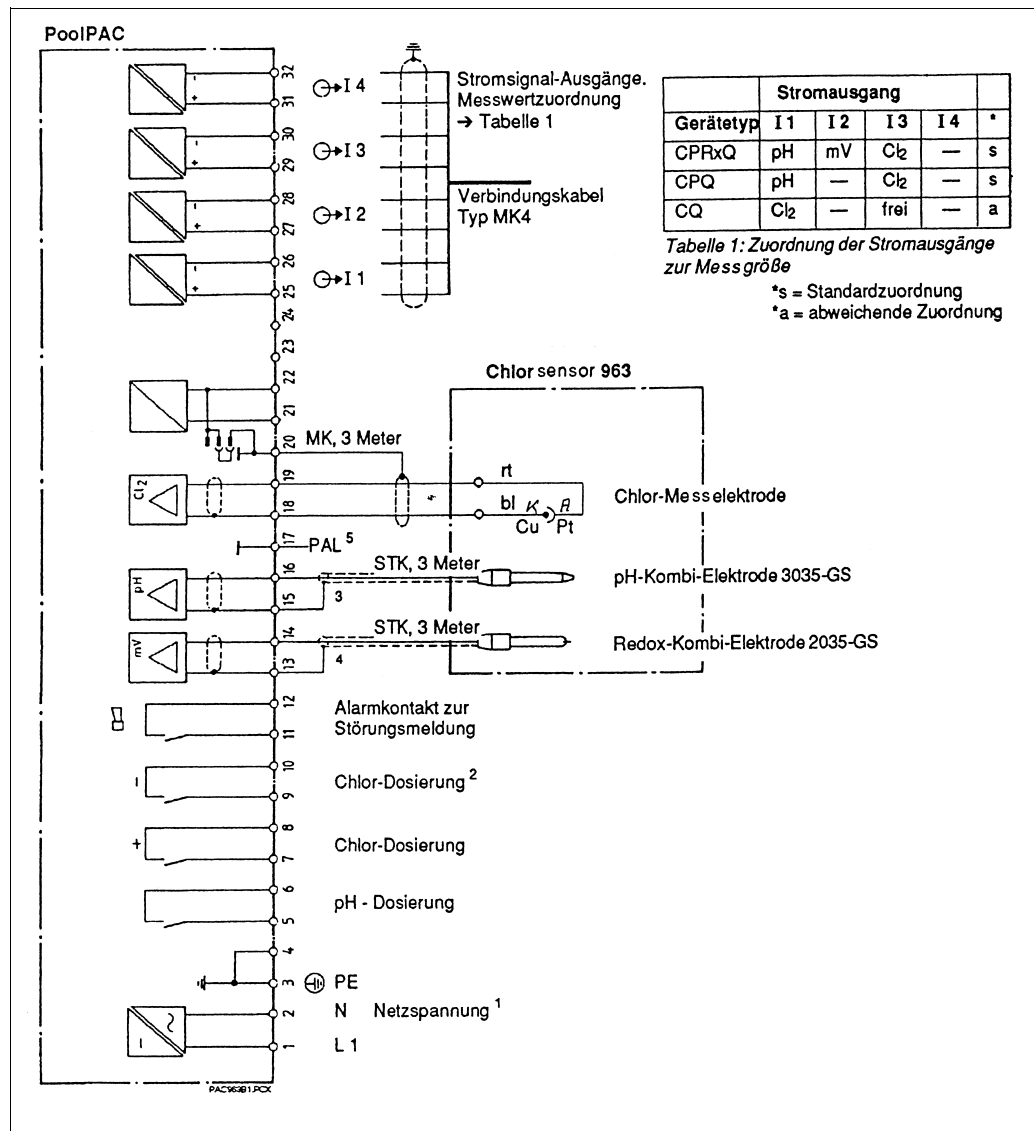 PoolPAC
32
31
- +
I 4
30
29
- +
I 3
28
27
- +
I 2
26
25
- +
I 1
Stromsignal-Ausgänge.
Messwertzuordnung
→ Tabelle 1
Verbindungskabel
Typ MK4
Stromausgang
Gerätetyp I 1 I 2 I 3 I 4 *
CPRxQ pH mV Cl₂ — s
CPQ pH — Cl₂ — s
CQ Cl₂ — frei — a
Tabelle 1: Zuordnung der Stromausgänge
zur Messgröße
*s = Standardzuordnung
*a = abweichende Zuordnung
24
23
22
21
20
MK, 3 Meter
Chlorsensor 963
Cl₂
19
18
4
rt
bl K A
Cu Pt
Chlor-Messelektrode
17
PAL ⁵
pH
16
15
STK, 3 Meter
3
pH-Kombi-Elektrode 3035-GS
mV
14
13
STK, 3 Meter
4
Redox-Kombi-Elektrode 2035-GS
12
11
Alarmkontakt zur
Störungsmeldung
10
9
-
Chlor-Dosierung ²
8
7
+
Chlor-Dosierung
6
5
pH - Dosierung
4
3
PE
2
N Netzspannung ¹
1
L 1
PAC963B1.PCX